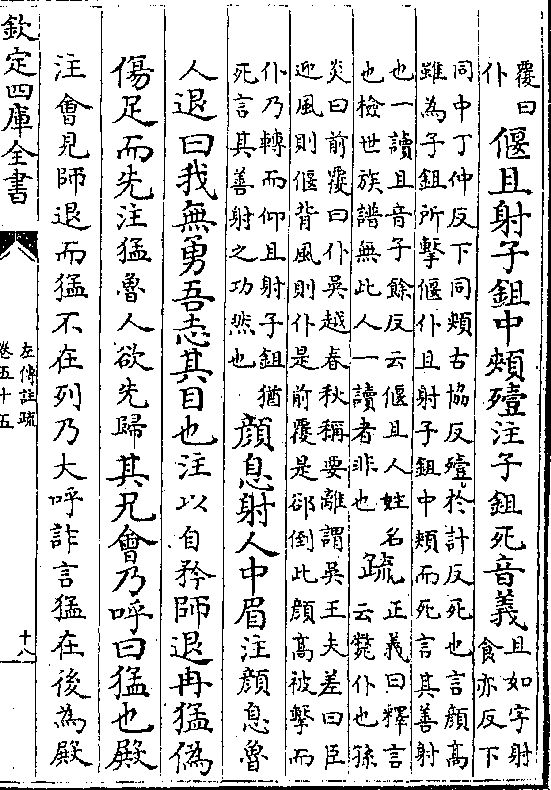 覆曰
仆
偃且射子鉏中頰殪注子鉏死音義
且如字射
食亦反下
同中丁仲反下同頰古協反殪於計反死也言顔高
雖為子鉏所擊偃仆且射子鉏中頰而死言其善射
也一讀且音子餘反云偃且人姓名
也檢世族譜無此人一讀者非也
疏
正義曰釋言
云斃仆也孫
炎曰前覆曰仆吳越春秋稱要離謂吳王夫差曰臣
迎風則偃背風則仆是前覆是郤倒此顔高被擊而
仆乃轉而仰且射子鉏猶
死言其善射之功然也
顔息射人中眉注顔息魯
人退曰我無勇吾志其目也注以自矜師退冉猛偽
傷足而先注猛魯人欲先歸其兄會乃呼曰猛也殿
注會見師退而猛不在列乃大呼詐言猛在後為殿
欽定四庫全書
左傳註疏
卷五十五
十八